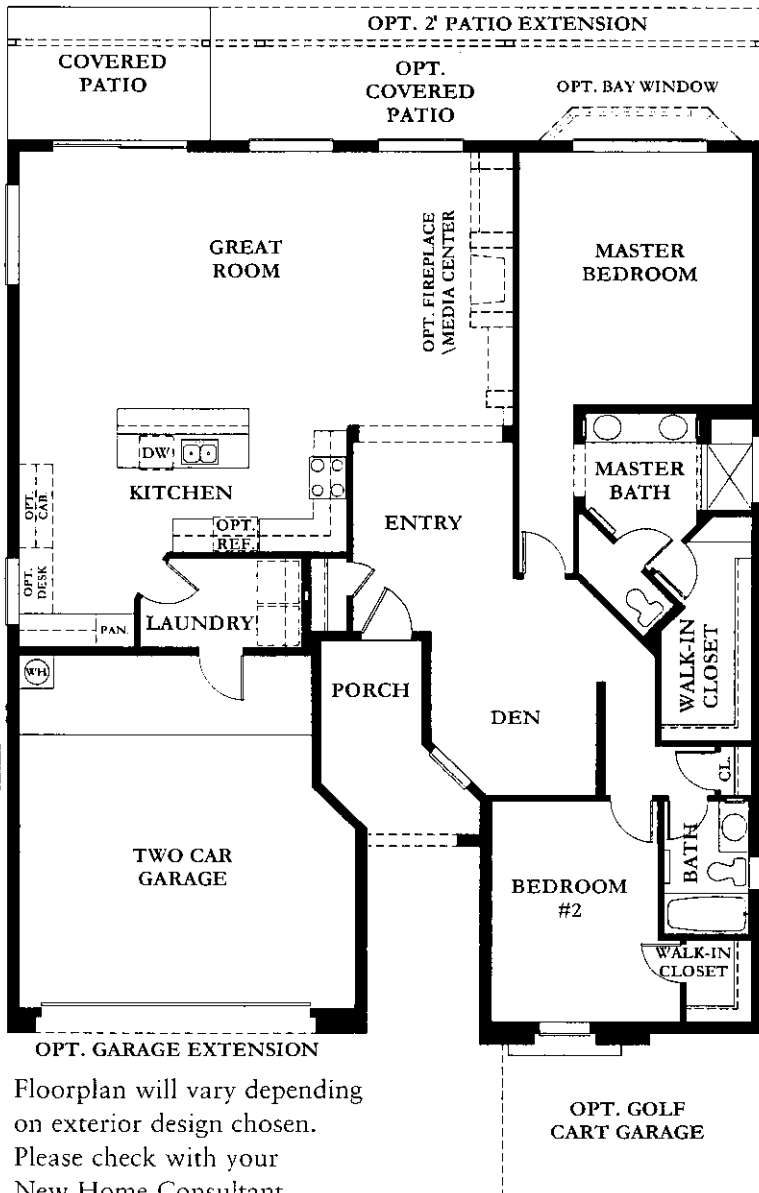 OPT. 2' PATIO EXTENSION
COVERED
PATIO
OPT.
COVERED
PATIO
OPT. BAY WINDOW
GREAT
ROOM
OPT. FIREPLACE
\MEDIA CENTER
MASTER
BEDROOM
DW
KITCHEN
OPT.
CAB.
OPT.
REF.
ENTRY
MASTER
BATH
OPT.
DESK
PAN.
LAUNDRY
WH
PORCH
DEN
WALK-IN
CLOSET
CL.
TWO CAR
GARAGE
BEDROOM
#2
BATH
WALK-IN
CLOSET
OPT. GARAGE EXTENSION
Floorplan will vary depending
on exterior design chosen.
Please check with your
New Home Consultant
OPT. GOLF
CART GARAGE